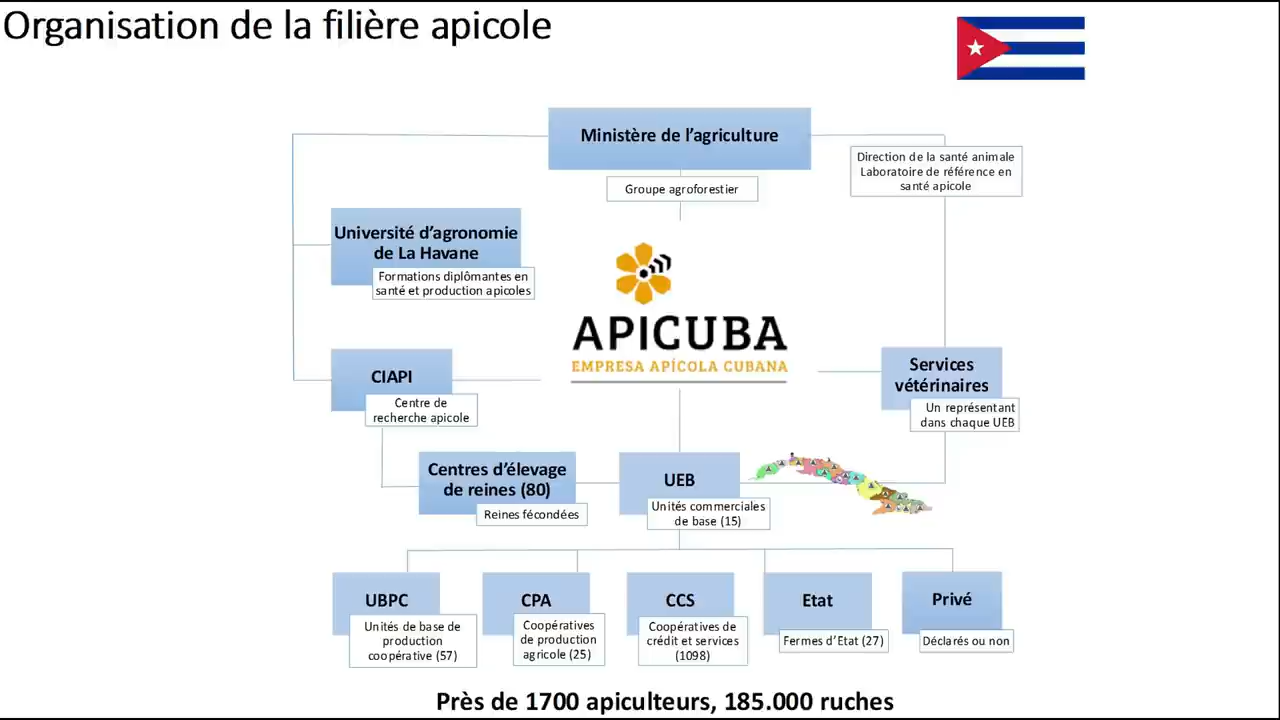 Organisation de la filière apicole
Ministère de l’agriculture
Groupe agroforestier
Direction de la santé animale
Laboratoire de référence en
santé apicole
Université d’agronomie
de La Havane
Formations diplômantes en
santé et production apicoles
APICUBA
EMPRESA APÍCOLA CUBANA
CIAPI
Centre de
recherche apicole
Services
vétérinaires
Un représentant
dans chaque UEB
Centres d’élevage
de reines (80)
Reines fécondées
UEB
Unités commerciales
de base (15)
UBPC
Unités de base de
production
coopérative (57)
CPA
Coopératives
de production
agricole (25)
CCS
Coopératives de
crédit et services
(1098)
Etat
Fermes d’Etat (27)
Privé
Déclarés ou non
Près de 1700 apiculteurs, 185.000 ruches